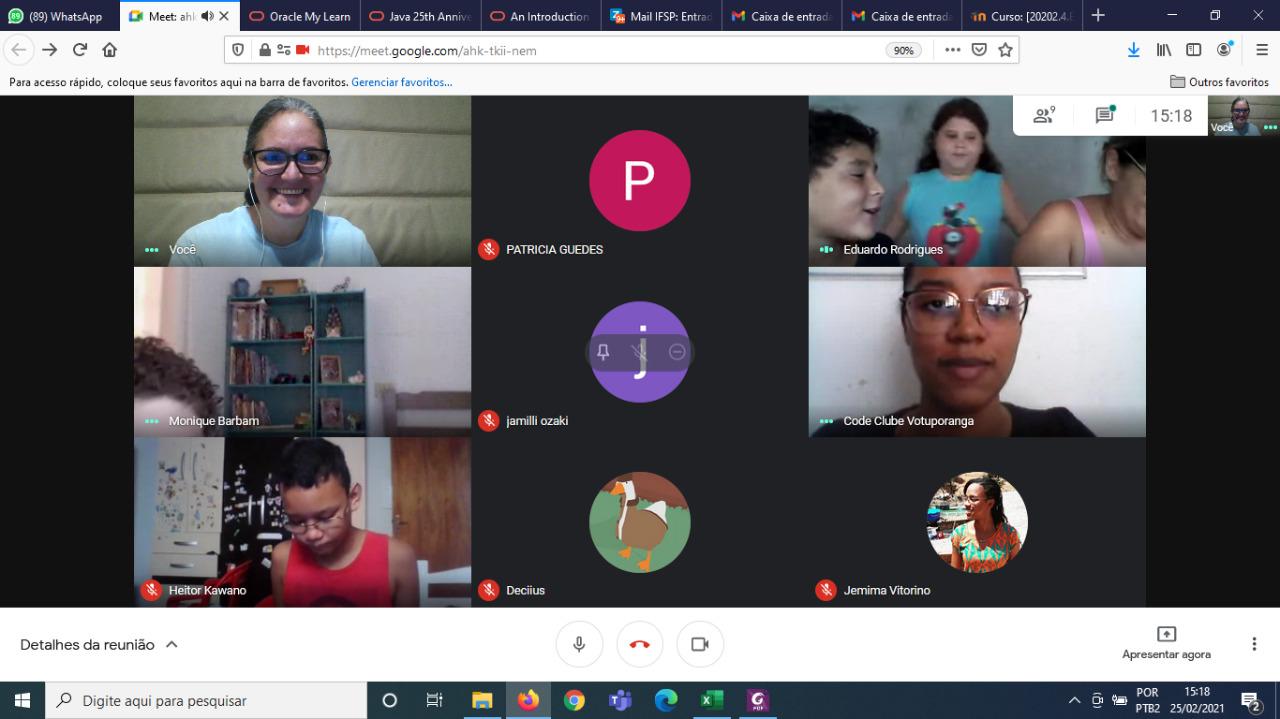 (89) WhatsApp
Meet: ahk
Oracle My Learn
Java 25th Annive
An Introduction
Mail IFSP: Entrad
Caixa de entrada
Caixa de entrada
Curso: [20202.4.E
https://meet.google.com/ahk-tkii-nem
90%
Para acesso rápido, coloque seus favoritos aqui na barra de favoritos. Gerenciar favoritos...
Outros favoritos
9
15:18
Você
Você
P
PATRICIA GUEDES
Eduardo Rodrigues
Monique Barbam
j
jamilli ozaki
Code Clube Votuporanga
Heitor Kawano
Deciius
Jemima Vitorino
Detalhes da reunião
Apresentar agora
Digite aqui para pesquisar
POR
PTB2
15:18
25/02/2021
2